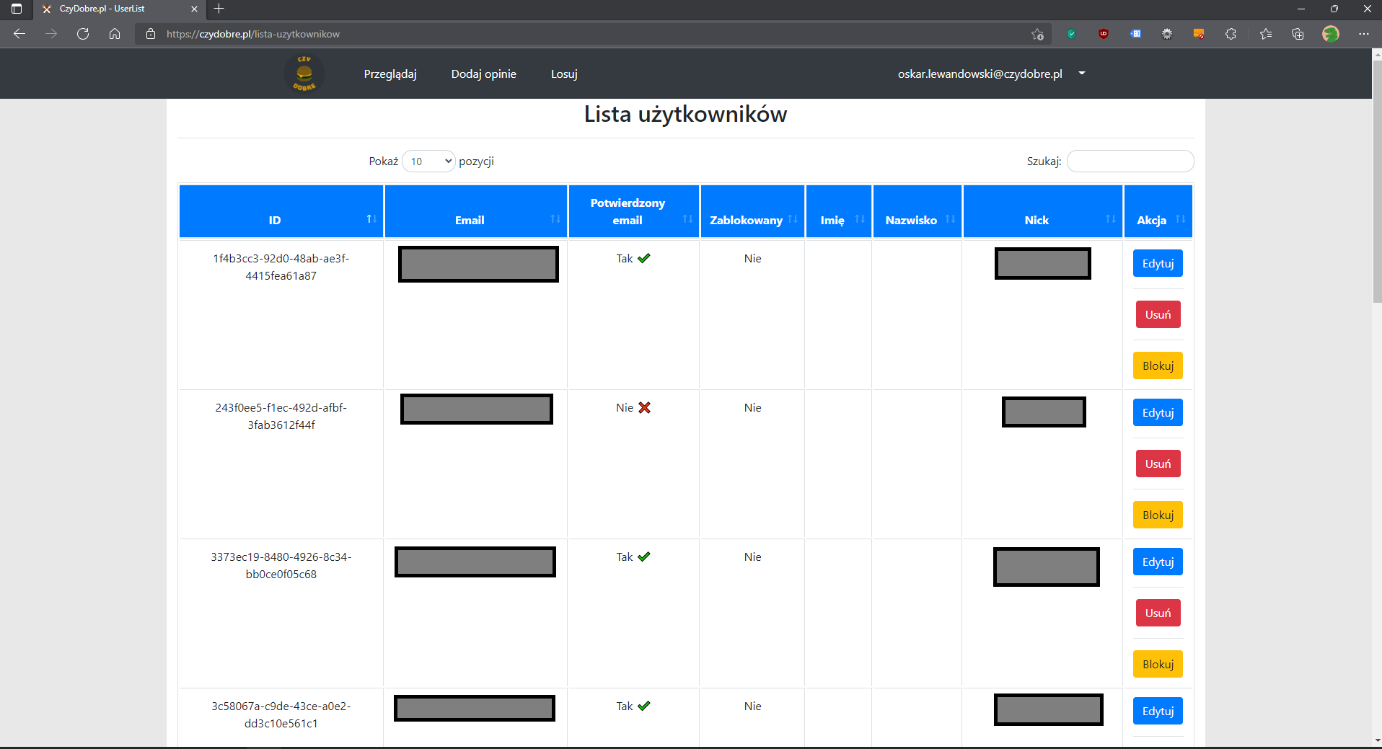 CzyDobre.pl - UserList
https://czydobre.pl/lista-uzytkownikow
CZY
DOBRE
Przeglądaj Dodaj opinie Losuj oskar.lewandowski@czydobre.pl
Lista użytkowników
Pokaż 10 pozycji Szukaj:
ID Email Potwierdzony email Zablokowany Imię Nazwisko Nick Akcja
1f4b3cc3-92d0-48ab-ae3f- Tak Nie Edytuj
4415fea61a87
Usuń
Blokuj
243f0ee5-f1ec-492d-afbf- Nie Nie Edytuj
3fab3612f44f
Usuń
Blokuj
3373ec19-8480-4926-8c34- Tak Nie Edytuj
bb0ce0f05c68
Usuń
Blokuj
3c58067a-c9de-43ce-a0e2- Tak Nie Edytuj
dd3c10e561c1